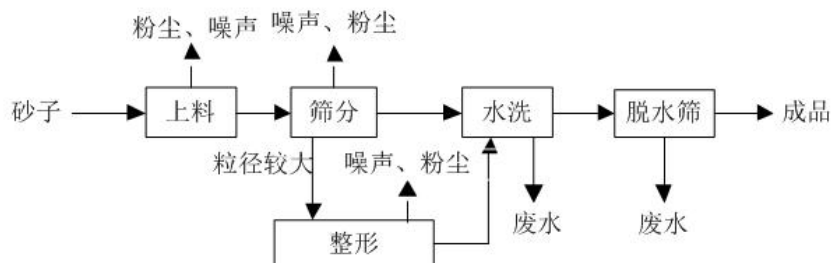 粉尘、噪声
噪声、粉尘
砂子
上料
筛分
水洗
脱水筛
成品
粒径较大
噪声、粉尘
废水
废水
整形